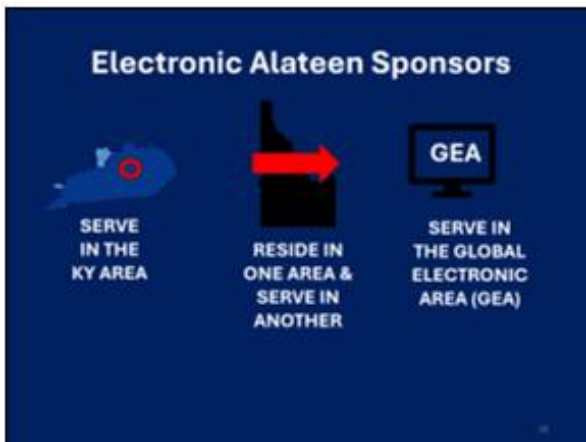 Electronic Alateen Sponsors
SERVE
IN THE
KY AREA
RESIDE IN
ONE AREA &
SERVE IN
ANOTHER
GEA
SERVE IN
THE GLOBAL
ELECTRONIC
AREA (GEA)